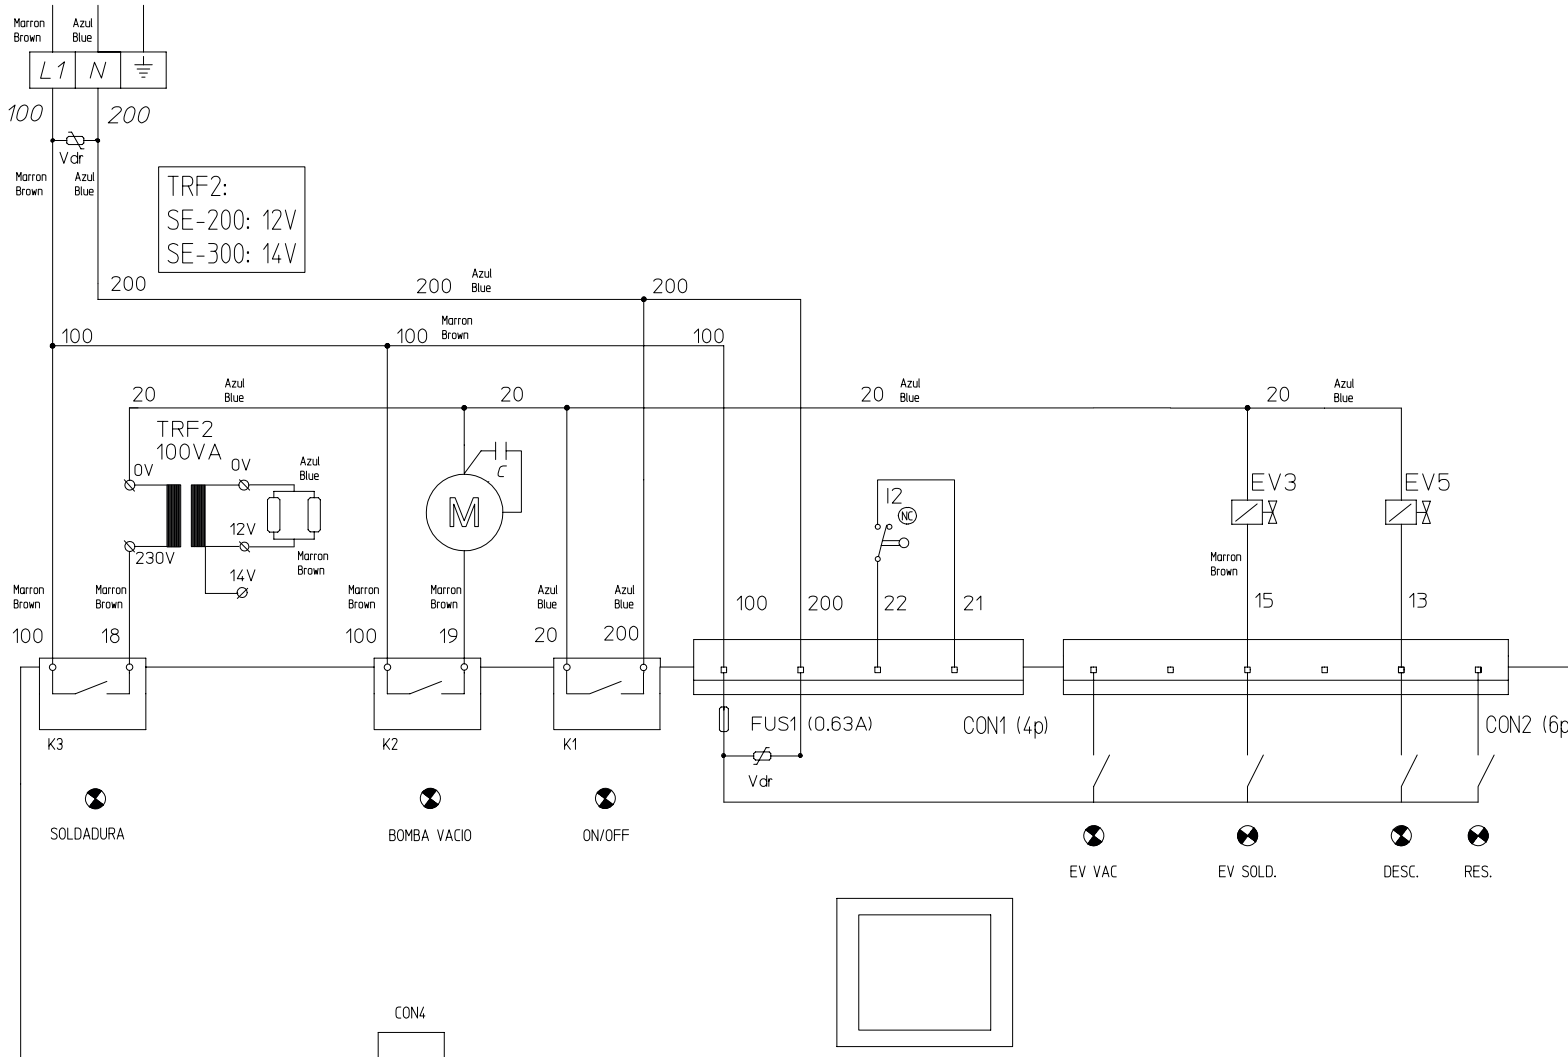 Marron
Brown
Azul
Blue
L1
N
100
200
Vdr
Marron
Brown
Azul
Blue
TRF2:
SE-200: 12V
SE-300: 14V
200
200
Azul
Blue
200
100
100
Marron
Brown
100
20
Azul
Blue
20
20
Azul
Blue
20
Azul
Blue
TRF2
100VA
0V
0V
Azul
Blue
12V
230V
14V
Marron
Brown
C
M
I2
NC
EV3
EV5
Marron
Brown
Marron
Brown
Marron
Brown
Marron
Brown
Marron
Brown
Azul
Blue
Azul
Blue
100
18
100
19
20
200
100
200
22
21
15
13
K3
K2
K1
FUS1 (0.63A)
CON1 (4p)
CON2 (6p
Vdr
SOLDADURA
BOMBA VACIO
ON/OFF
EV VAC
EV SOLD.
DESC.
RES.
CON4